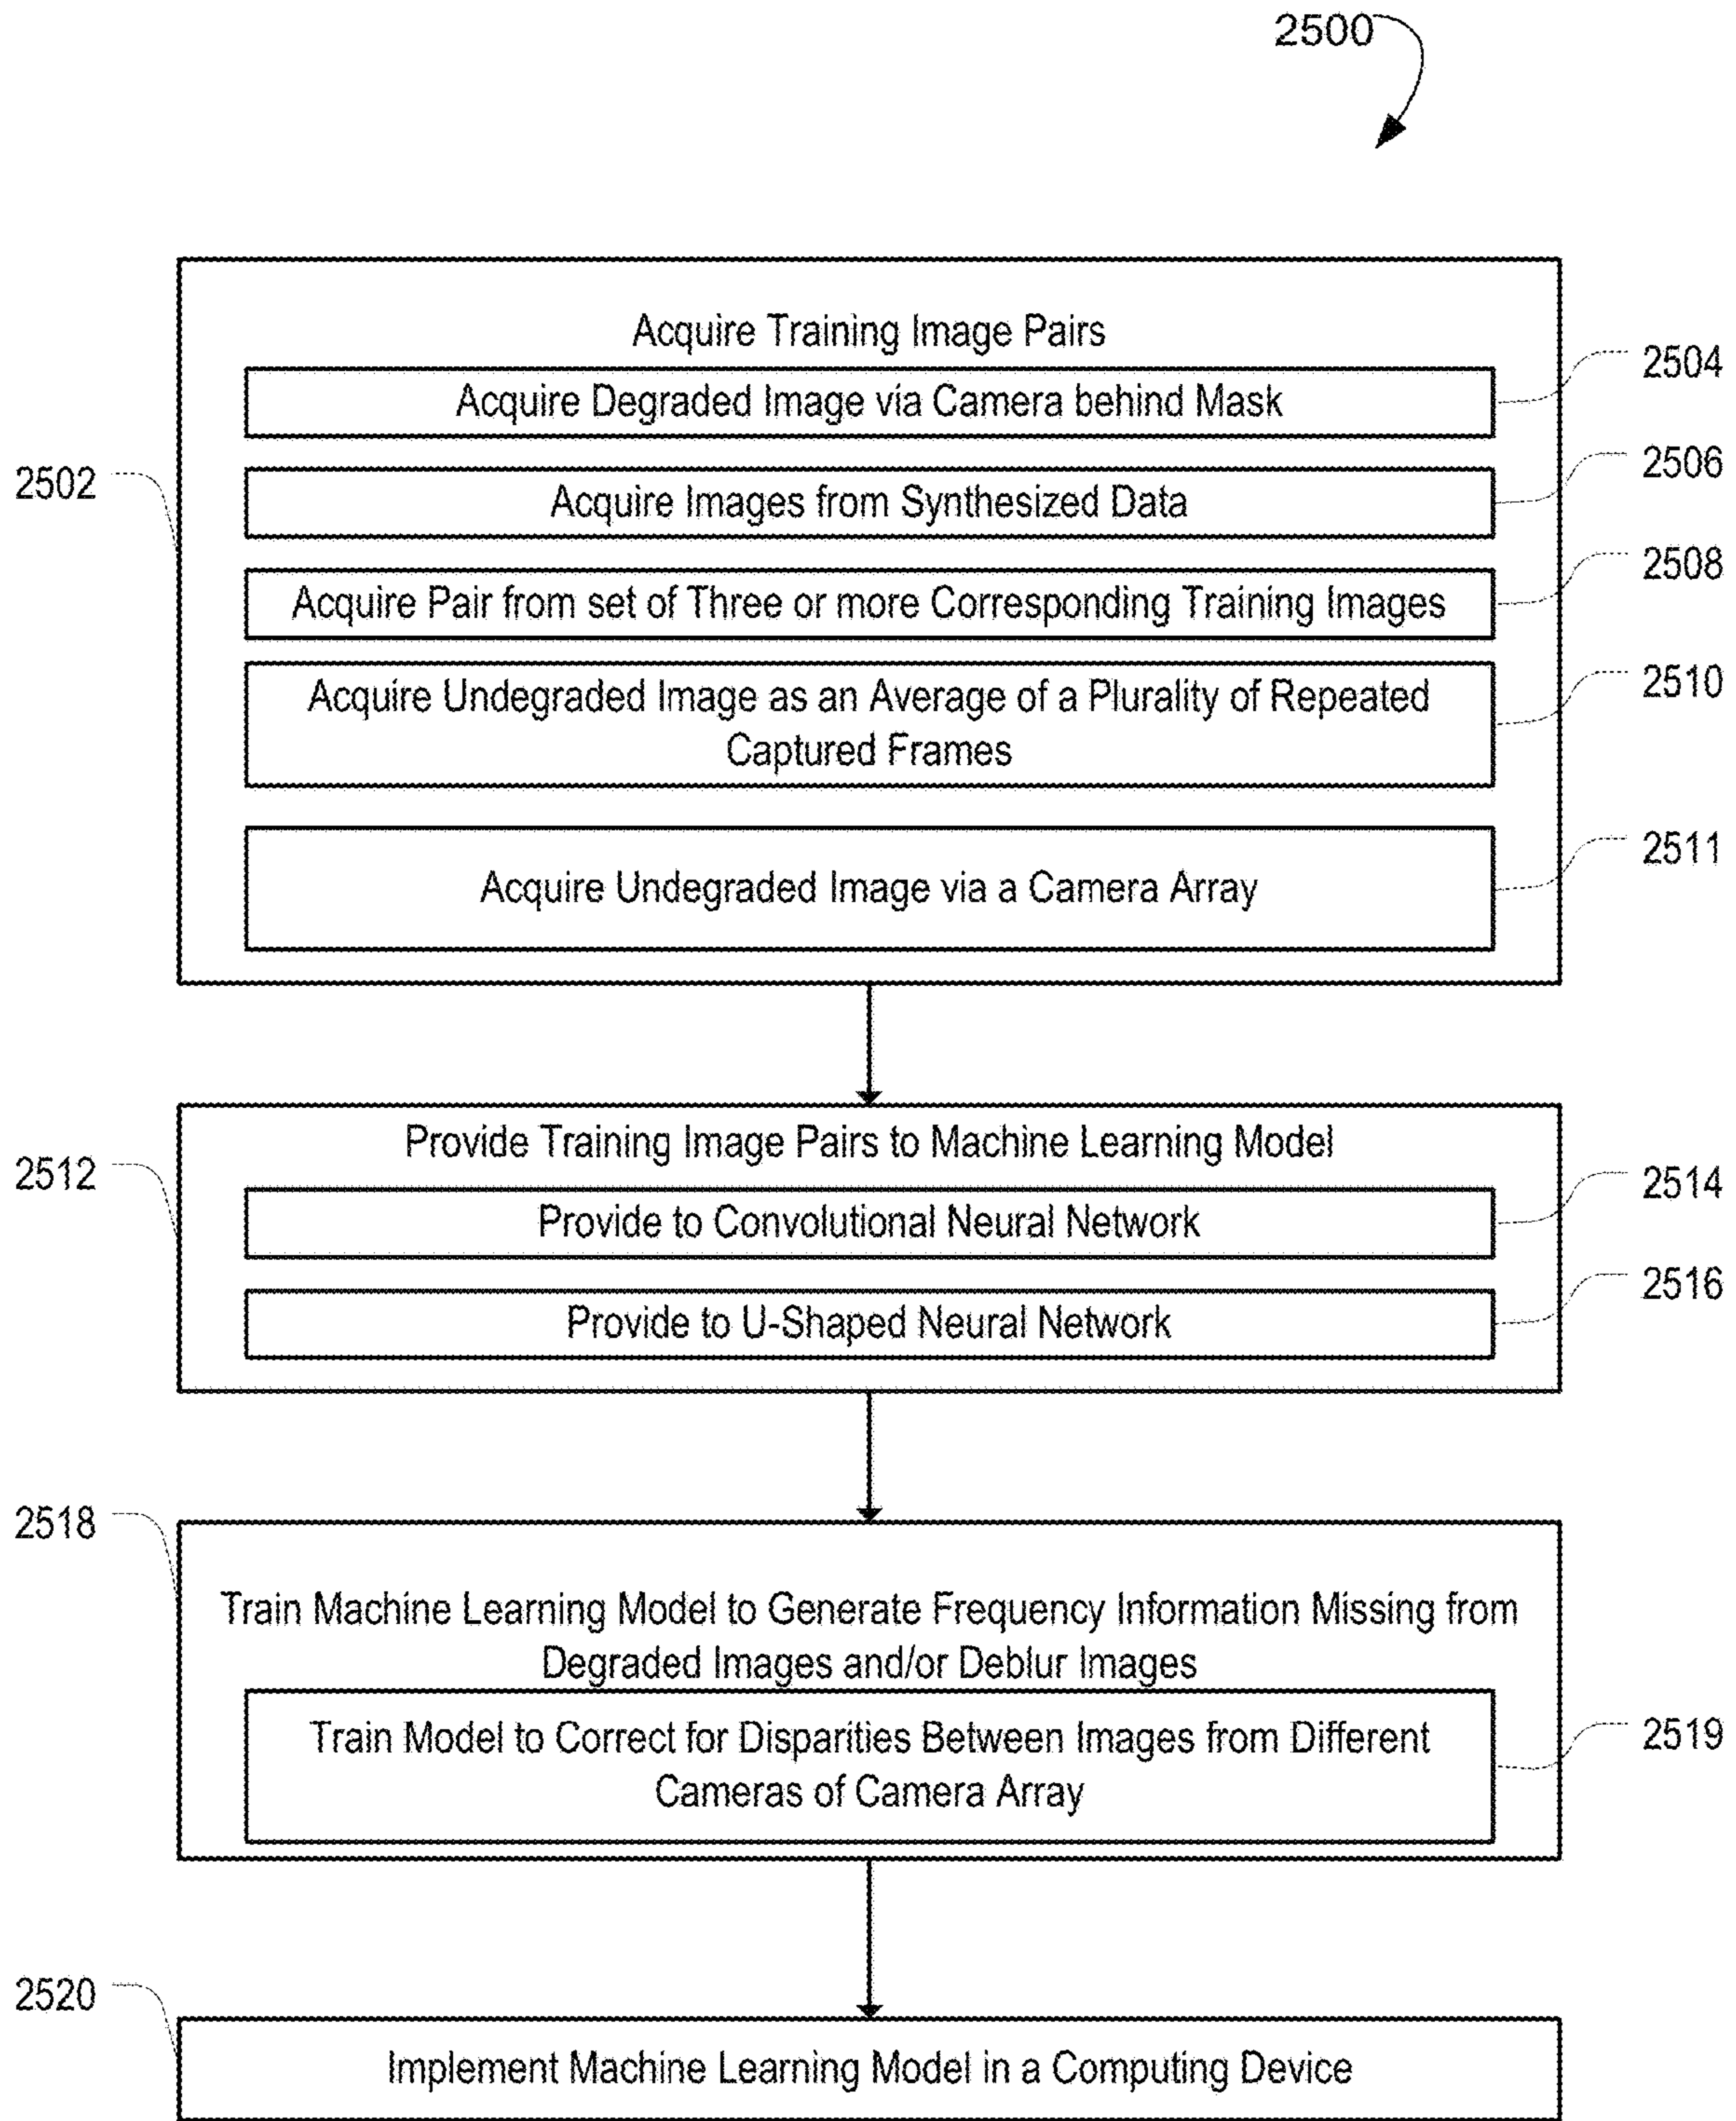 2500
Acquire Training Image Pairs
2504
Acquire Degraded Image via Camera behind Mask
2506
2502
Acquire Images from Synthesized Data
2508
Acquire Pair from set of Three or more Corresponding Training Images
2510
Acquire Undegraded Image as an Average of a Plurality of Repeated
Captured Frames
2511
Acquire Undegraded Image via a Camera Array
Provide Training Image Pairs to Machine Learning Model
2512
2514
Provide to Convolutional Neural Network
2516
Provide to U-Shaped Neural Network
2518
Train Machine Learning Model to Generate Frequency Information Missing from
Degraded Images and/or Deblur Images
Train Model to Correct for Disparities Between Images from Different
Cameras of Camera Array
2519
2520
Implement Machine Learning Model in a Computing Device